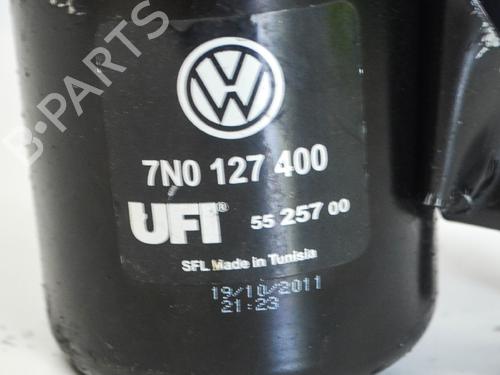 B-PARTS
7N0 127 400
UFI® 55 257 00
SFL Made in Tunisia
19/10/2011
21:23